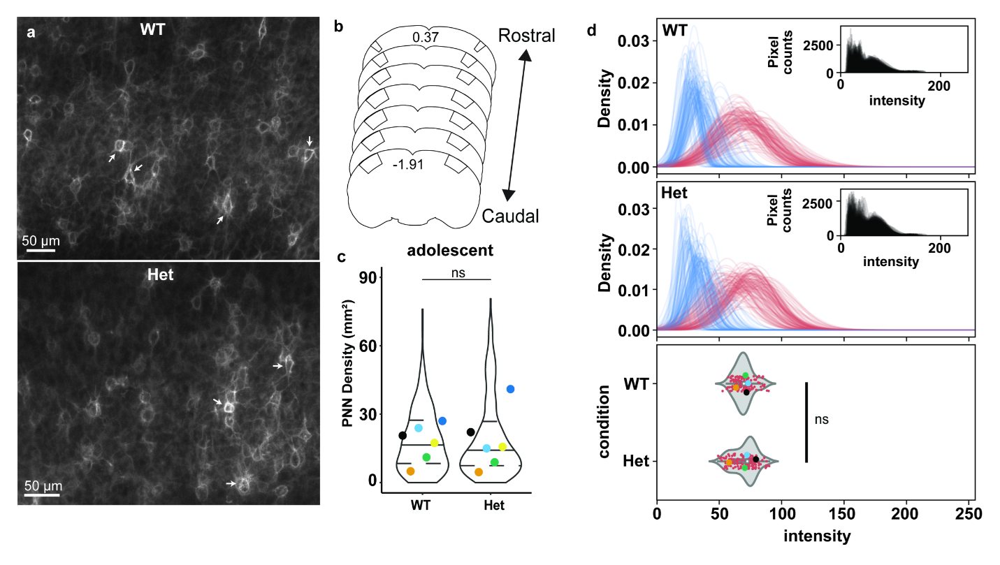 a
WT
50 µm
Het
50 µm
b
0.37
-1.91
Rostral
Caudal
c
adolescent
ns
PNN Density (mm²)
90
60
30
0
WT
Het
d
WT
Density
0.03
0.02
0.01
0.00
Pixel
counts
2500
0
0
200
intensity
Het
Density
0.03
0.02
0.01
0.00
Pixel
counts
2500
0
0
200
intensity
condition
WT
Het
ns
0
50
100
150
200
250
intensity